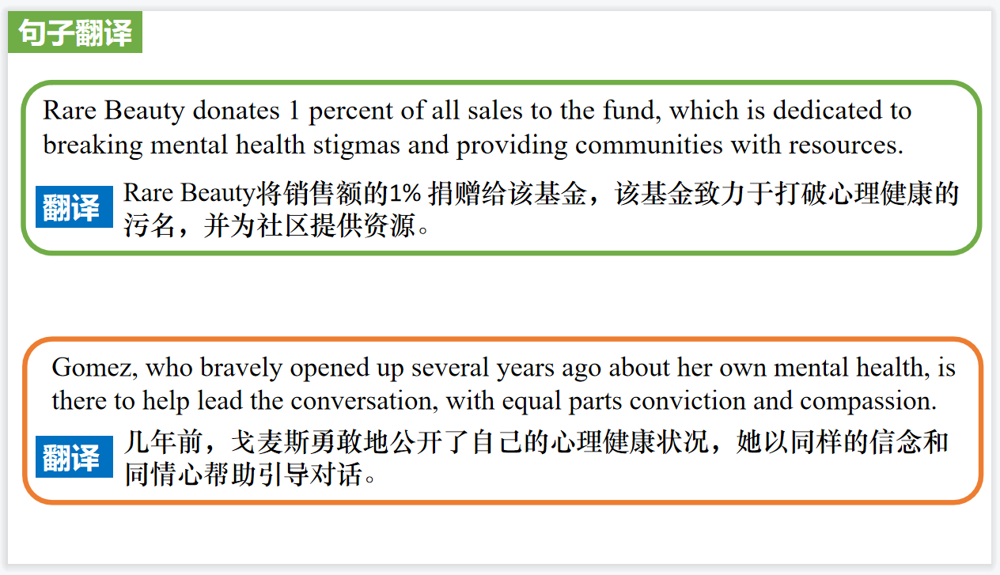 句子翻译
Rare Beauty donates 1 percent of all sales to the fund, which is dedicated to
breaking mental health stigmas and providing communities with resources.
翻译
Rare Beauty将销售额的1% 捐赠给该基金，该基金致力于打破心理健康的
污名，并为社区提供资源。
Gomez, who bravely opened up several years ago about her own mental health, is
there to help lead the conversation, with equal parts conviction and compassion.
翻译
几年前，戈麦斯勇敢地公开了自己的心理健康状况，她以同样的信念和
同情心帮助引导对话。